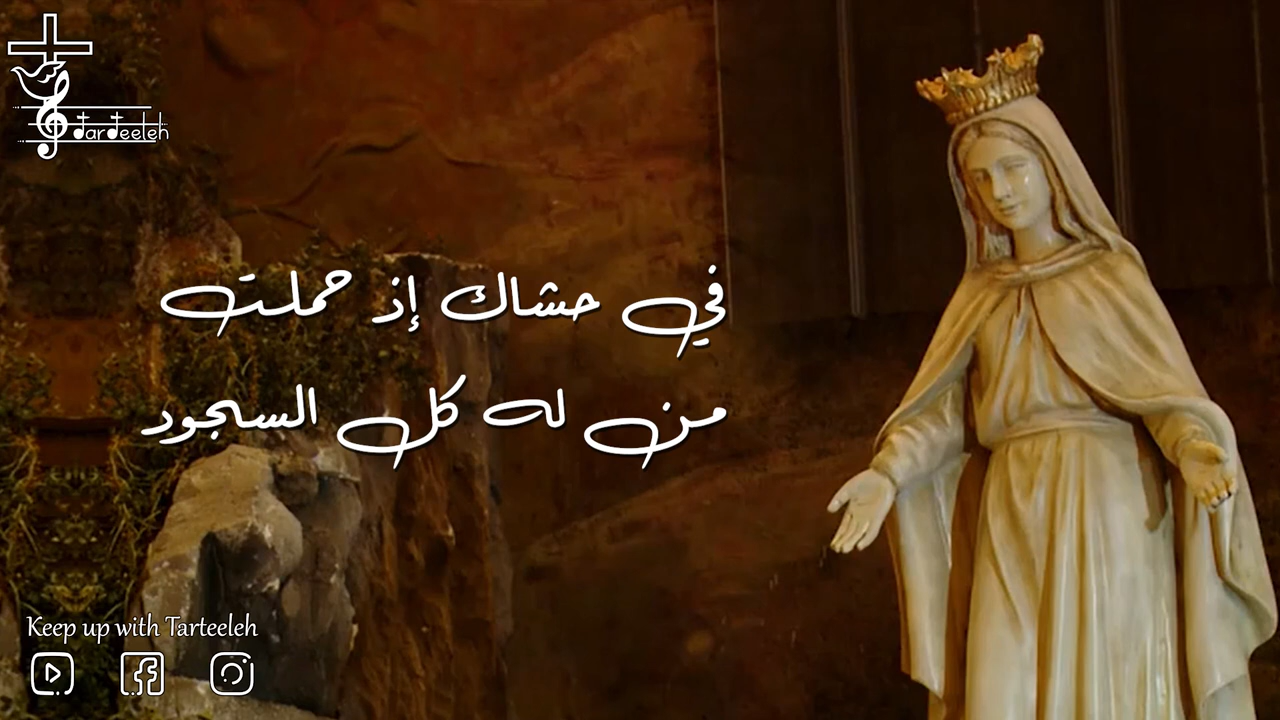 tarteeleh
في حشاك إذ حملت
من له كل السجود
Keep up with Tarteeleh